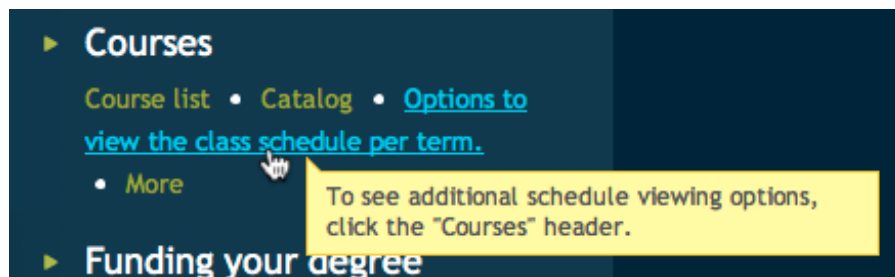 Courses
Course list • Catalog • Options to
view the class schedule per term.
• More
To see additional schedule viewing options,
click the "Courses" header.
Funding your degree